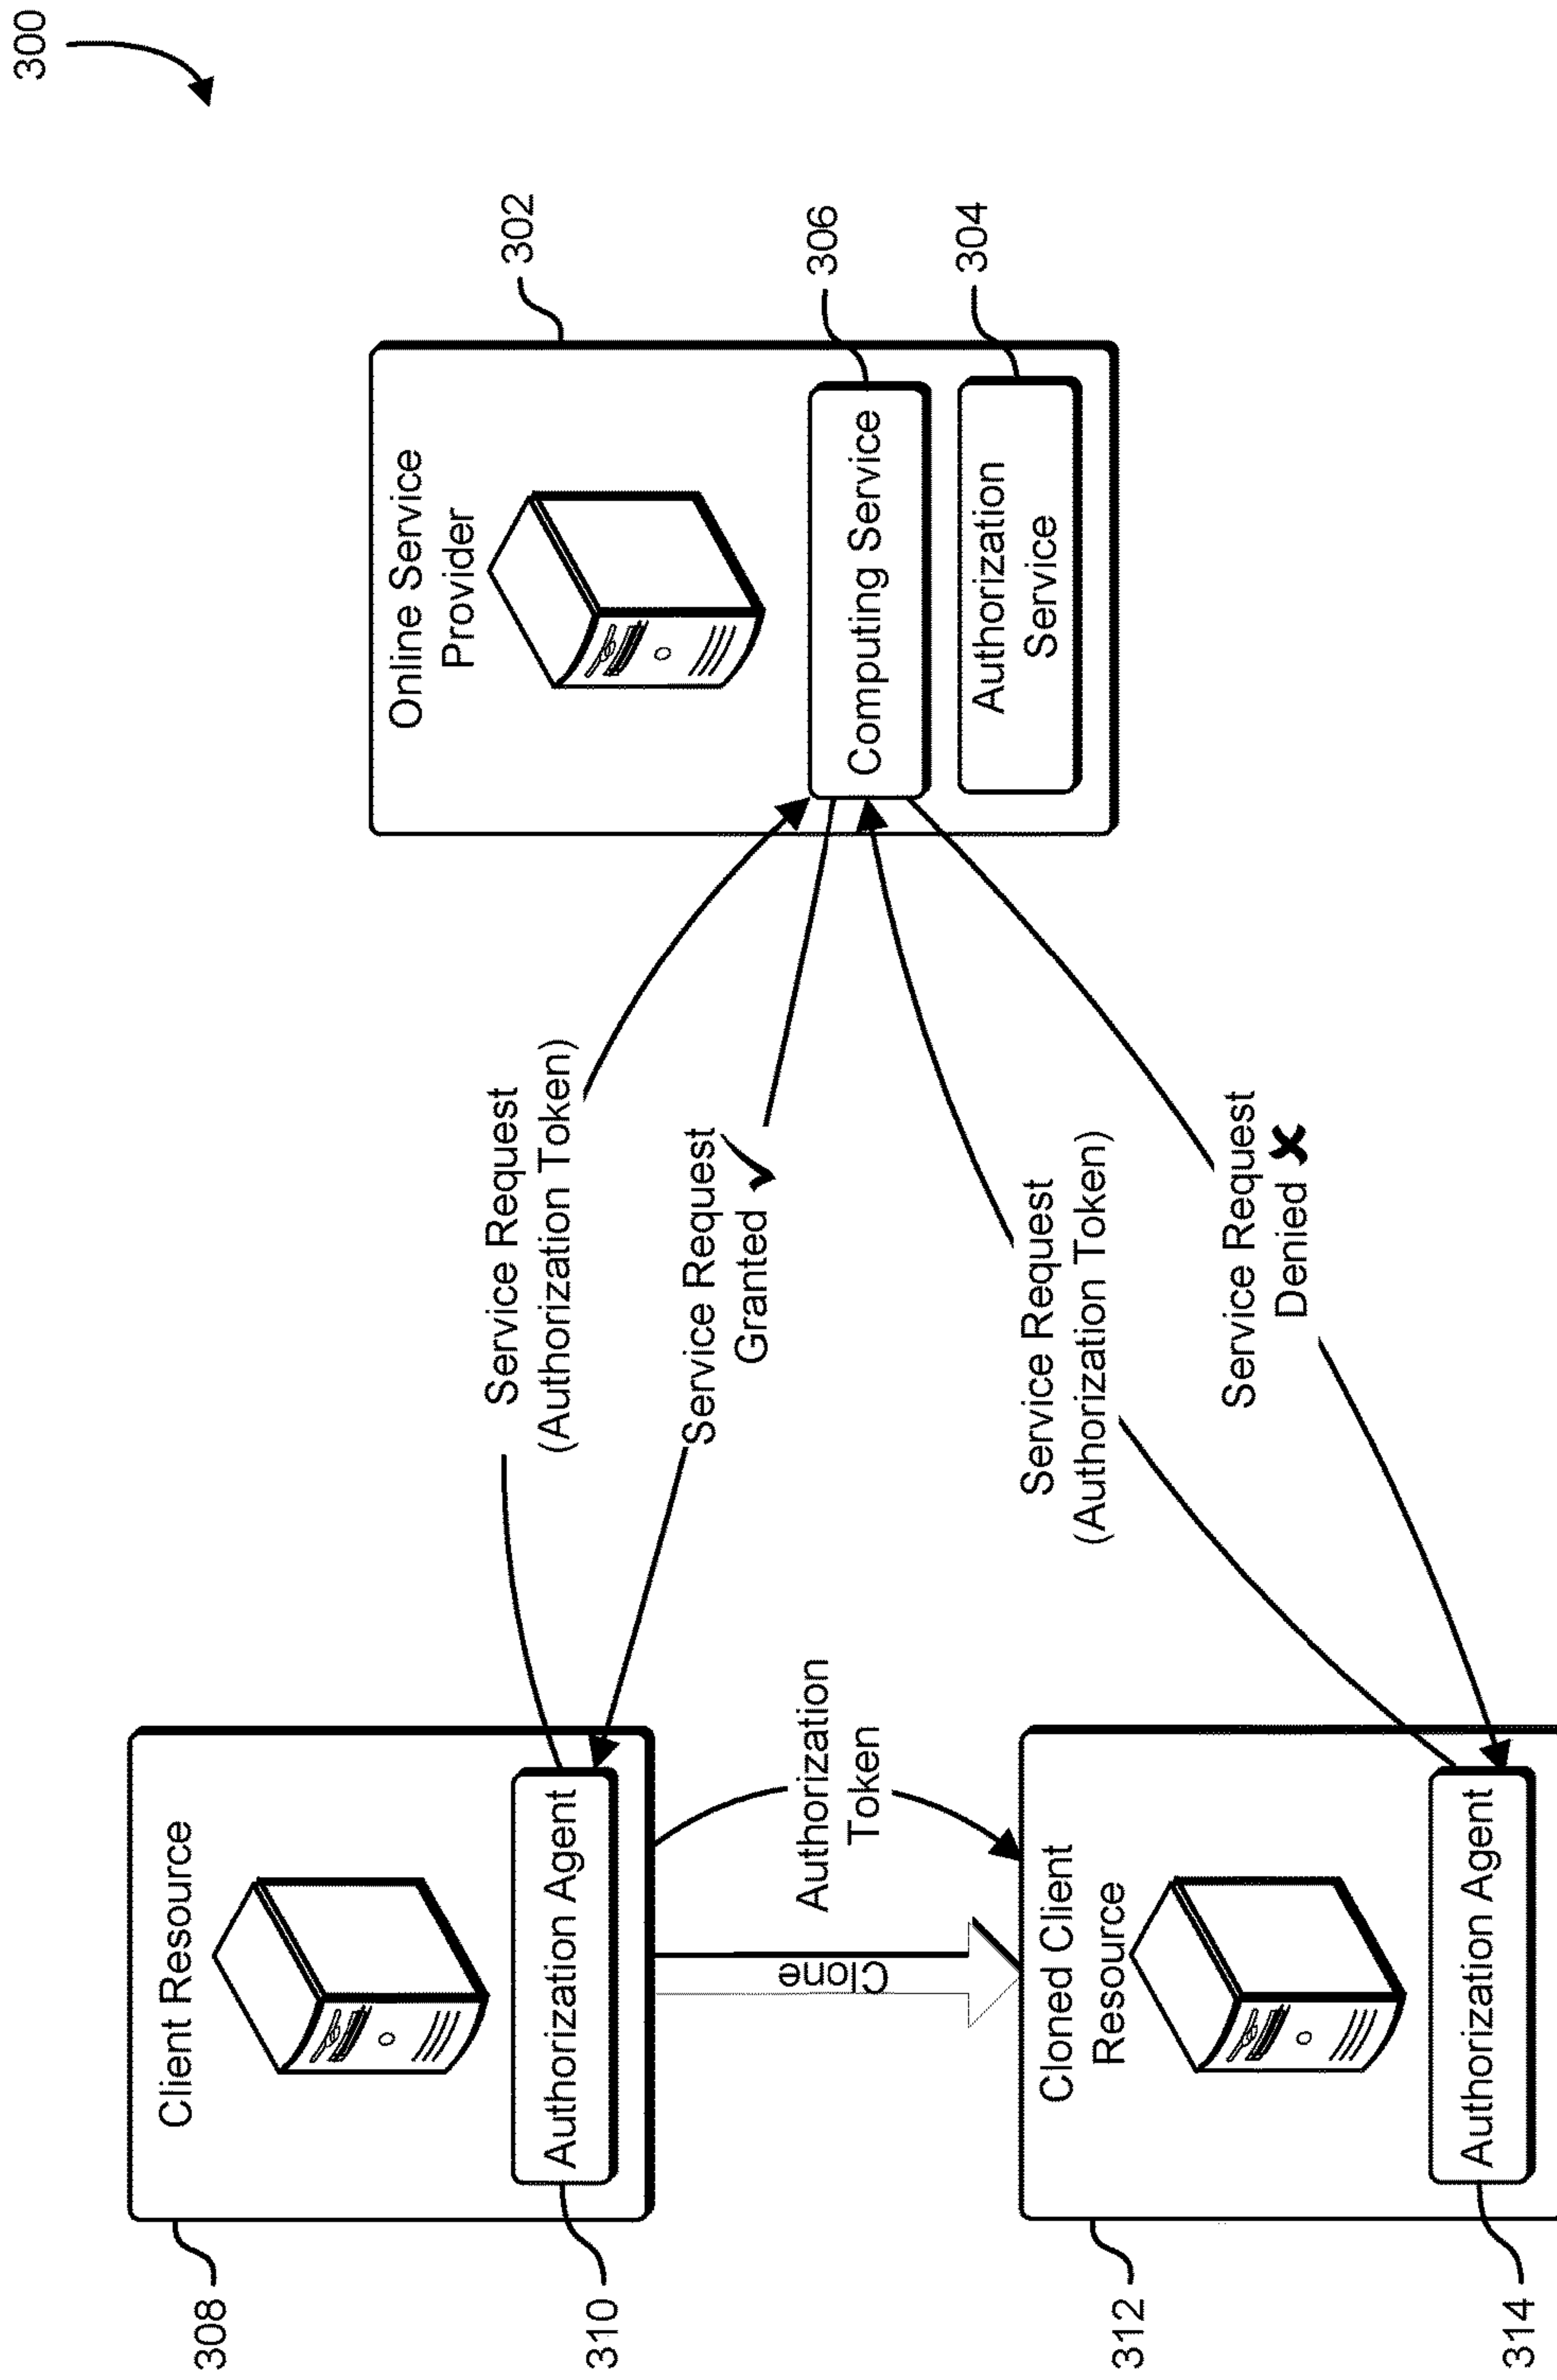 300
Client Resource
308
Authorization Agent
310
Service Request
(Authorization Token)
Service Request
Granted ✓
Online Service
Provider
302
Computing Service
306
Authorization
Service
304
Clone
Authorization
Token
Cloned Client
Resource
312
Authorization Agent
314
Service Request
(Authorization Token)
Service Request
Denied ✗